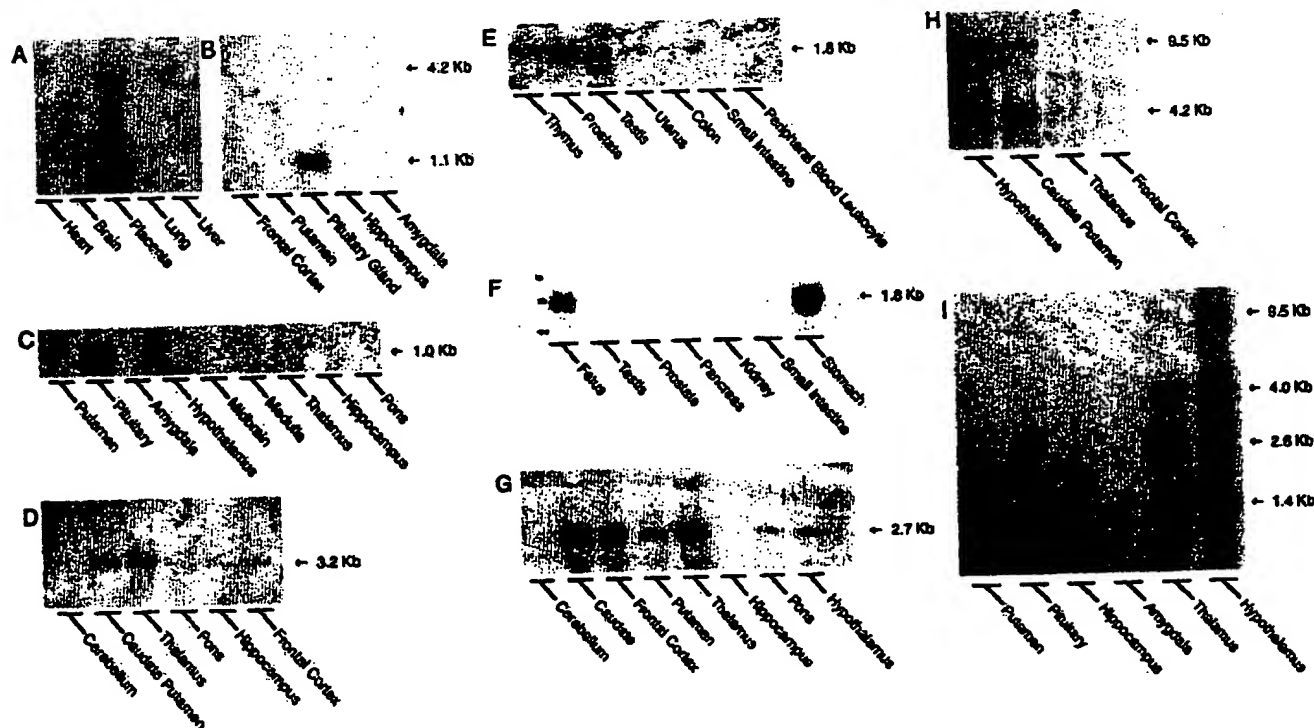 A
Heart
Brain
Placenta
Lung
Liver
B
← 4.2 Kb
← 1.1 Kb
Frontal Cortex
Putamen
Pituitary Gland
Hippocampus
Amygdala
C
← 1.0 Kb
Putamen
Pituitary
Amygdala
Hypothalamus
Midbrain
Medulla
Thalamus
Hippocampus
Pons
D
← 3.2 Kb
Cerebellum
Caudate Putamen
Thalamus
Pons
Hippocampus
Frontal Cortex
E
← 1.8 Kb
Thymus
Prostate
Testis
Uterus
Colon
Small Intestine
Peripheral Blood Leukocyte
F
← 1.8 Kb
Fetus
Testis
Prostate
Pancreas
Kidney
Small Intestine
Stomach
G
← 2.7 Kb
Cerebellum
Caudate
Frontal Cortex
Putamen
Thalamus
Hippocampus
Pons
Hypothalamus
H
← 9.5 Kb
← 4.2 Kb
Hypothalamus
Caudate Putamen
Thalamus
Frontal Cortex
I
← 9.5 Kb
← 4.0 Kb
← 2.6 Kb
← 1.4 Kb
Putamen
Pituitary
Hippocampus
Amygdala
Thalamus
Hypothalamus